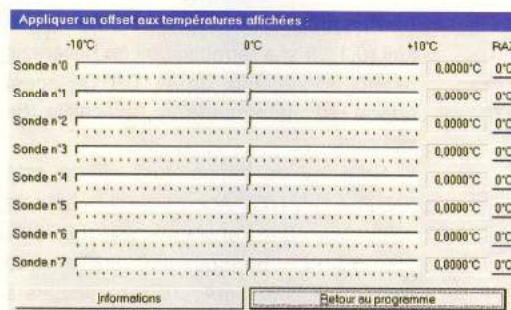 Appliquer un offset aux températures affichées :
-10°C 0°C +10°C RAZ
Sonde n°0 0,0000°C 0°C
Sonde n°1 0,0000°C 0°C
Sonde n°2 0,0000°C 0°C
Sonde n°3 0,0000°C 0°C
Sonde n°4 0,0000°C 0°C
Sonde n°5 0,0000°C 0°C
Sonde n°6 0,0000°C 0°C
Sonde n°7 0,0000°C 0°C
Informations Retour au programme